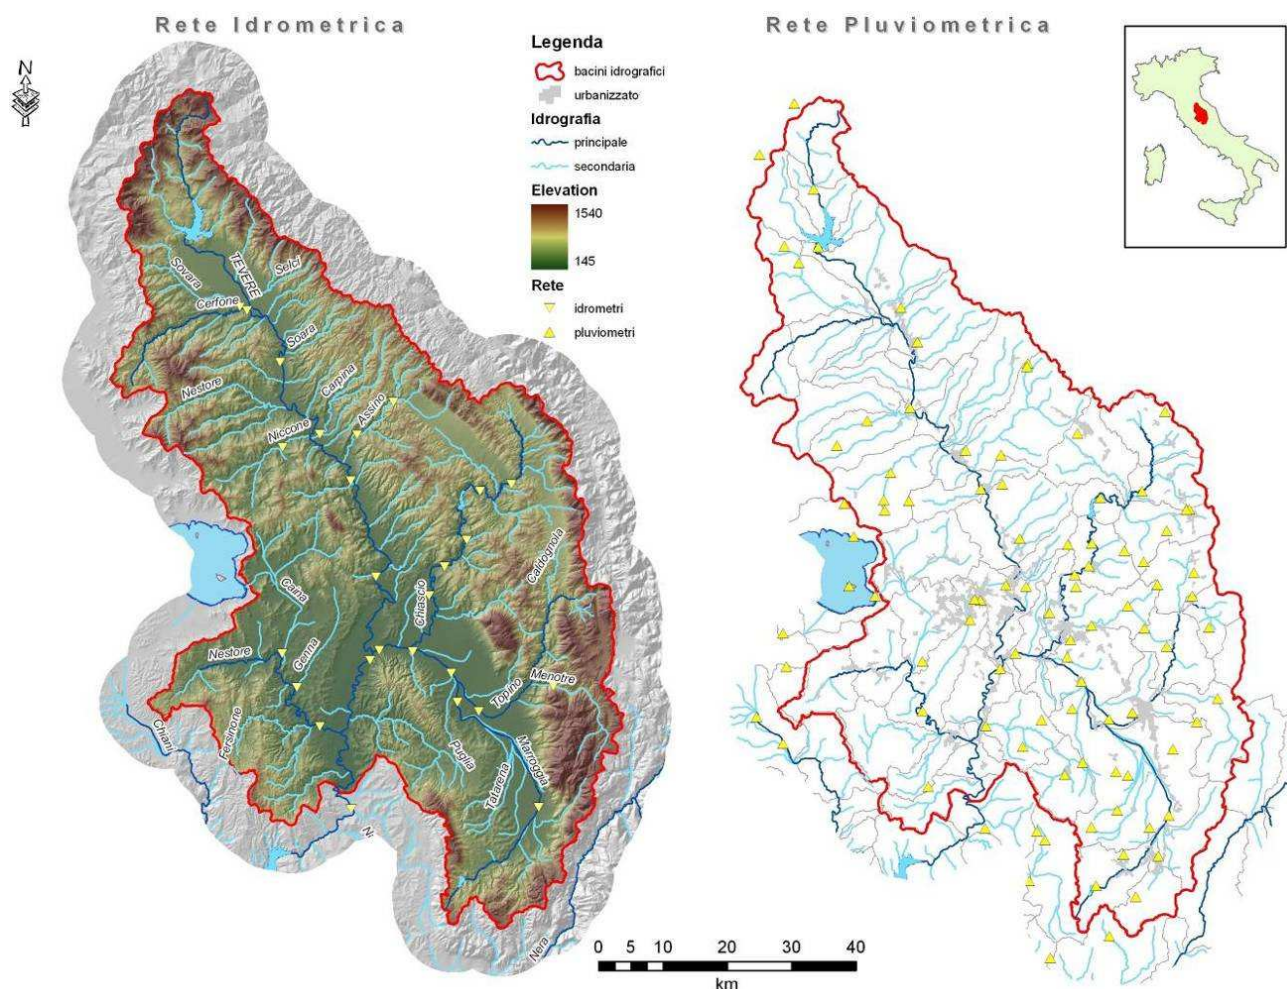 Rete Idrometrica
Rete Pluviometrica
N
Legenda
bacini idrografici
urbanizzato
Idrografia
principale
secondaria
Elevation
1540
145
Rete
idrometri
pluviometri
TEVERE
Selci
Sovara
Cerfone
Soara
Carpina
Nestore
Assino
Niccone
Caldognola
Caina
Chiascio
Genna
Nestore
Menotre
Topino
Fersinone
Chiani
Puglia
Marroggia
Tatarena
N.
Nera
0 5 10 20 30 40
km